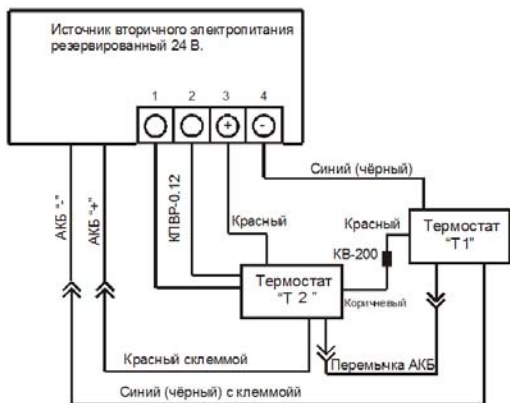 Источник вторичного электропитания
резервированный 24 В.
1 2 3 4
+ -
АКБ "-"
АКБ "+"
КПВР-0.12
Синий (чёрный)
Красный
Красный
Термостат
"Т1"
КВ-200
Термостат
"Т 2 "
Коричневый
Перемычка АКБ
Красный склеммой
Синий (чёрный) с клеммойй